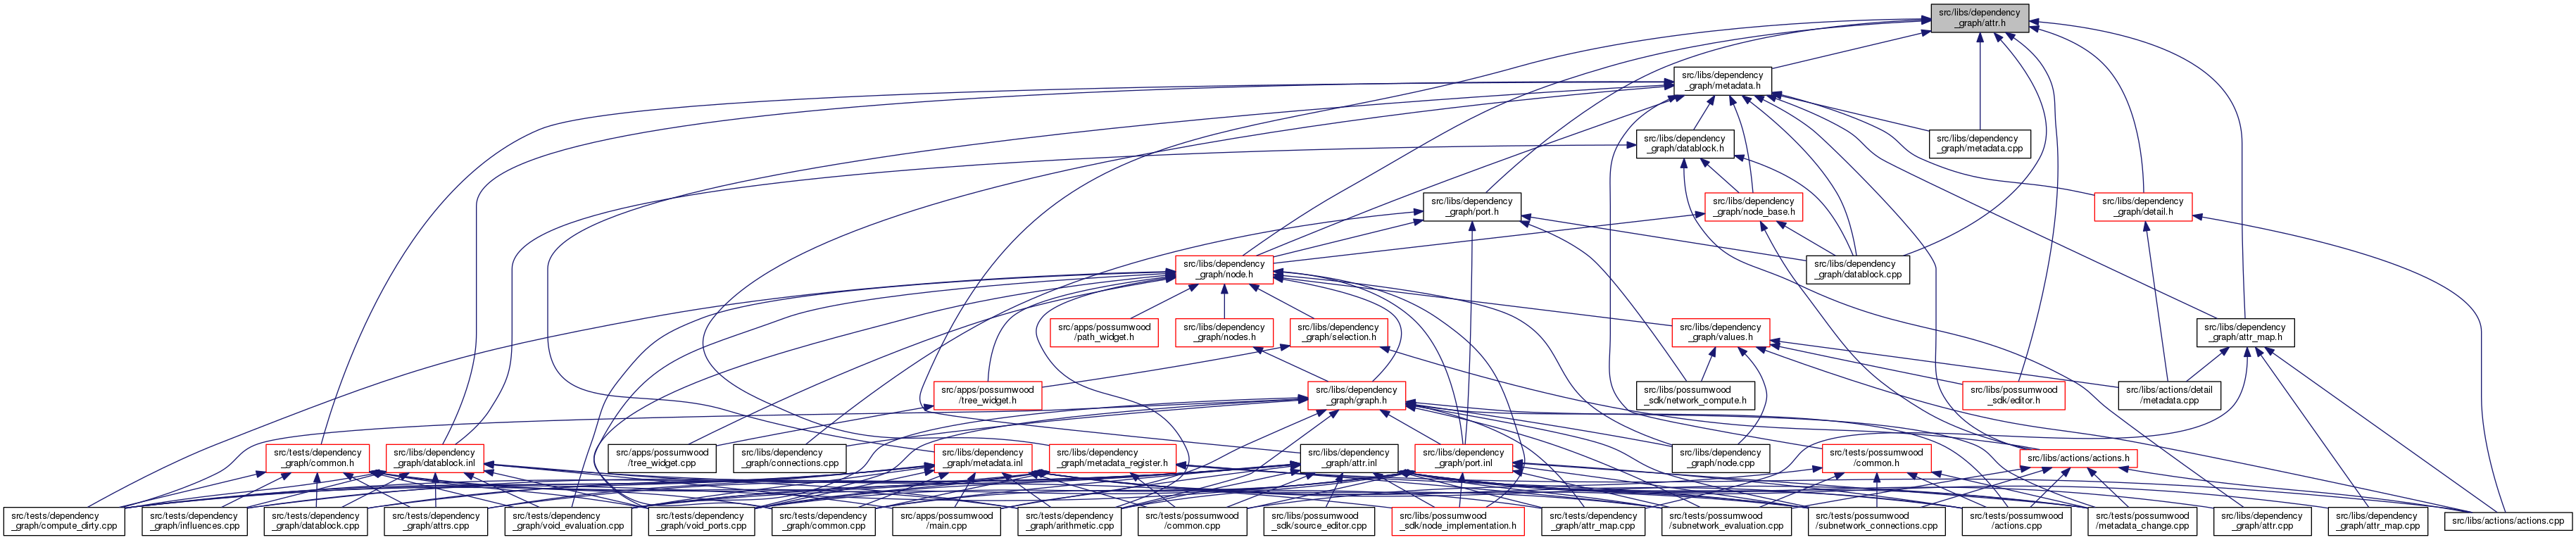 src/libs/dependency
_graph/attr.h
src/libs/dependency
_graph/metadata.h
src/libs/dependency
_graph/datablock.h
src/libs/dependency
_graph/metadata.cpp
src/libs/dependency
_graph/port.h
src/libs/dependency
_graph/node_base.h
src/libs/dependency
_graph/detail.h
src/libs/dependency
_graph/node.h
src/libs/dependency
_graph/datablock.cpp
src/apps/possumwood
/path_widget.h
src/libs/dependency
_graph/nodes.h
src/libs/dependency
_graph/selection.h
src/libs/dependency
_graph/values.h
src/libs/dependency
_graph/attr_map.h
src/apps/possumwood
/tree_widget.h
src/libs/dependency
_graph/graph.h
src/libs/possumwood
_sdk/network_compute.h
src/libs/possumwood
_sdk/editor.h
src/libs/actions/detail
/metadata.cpp
src/tests/dependency
_graph/common.h
src/libs/dependency
_graph/datablock.inl
src/apps/possumwood
/tree_widget.cpp
src/libs/dependency
_graph/connections.cpp
src/libs/dependency
_graph/metadata.inl
src/libs/dependency
_graph/metadata_register.h
src/libs/dependency
_graph/attr.inl
src/libs/dependency
_graph/port.inl
src/libs/dependency
_graph/node.cpp
src/tests/possumwood
/common.h
src/libs/actions/actions.h
src/tests/dependency
_graph/compute_dirty.cpp
src/tests/dependency
_graph/influences.cpp
src/tests/dependency
_graph/datablock.cpp
src/tests/dependency
_graph/attrs.cpp
src/tests/dependency
_graph/void_evaluation.cpp
src/tests/dependency
_graph/void_ports.cpp
src/tests/dependency
_graph/common.cpp
src/apps/possumwood
/main.cpp
src/tests/dependency
_graph/arithmetic.cpp
src/tests/possumwood
/common.cpp
src/libs/possumwood
_sdk/source_editor.cpp
src/libs/possumwood
_sdk/node_implementation.h
src/tests/dependency
_graph/attr_map.cpp
src/tests/possumwood
/subnetwork_evaluation.cpp
src/tests/possumwood
/subnetwork_connections.cpp
src/tests/possumwood
/actions.cpp
src/tests/possumwood
/metadata_change.cpp
src/libs/dependency
_graph/attr.cpp
src/libs/dependency
_graph/attr_map.cpp
src/libs/actions/actions.cpp